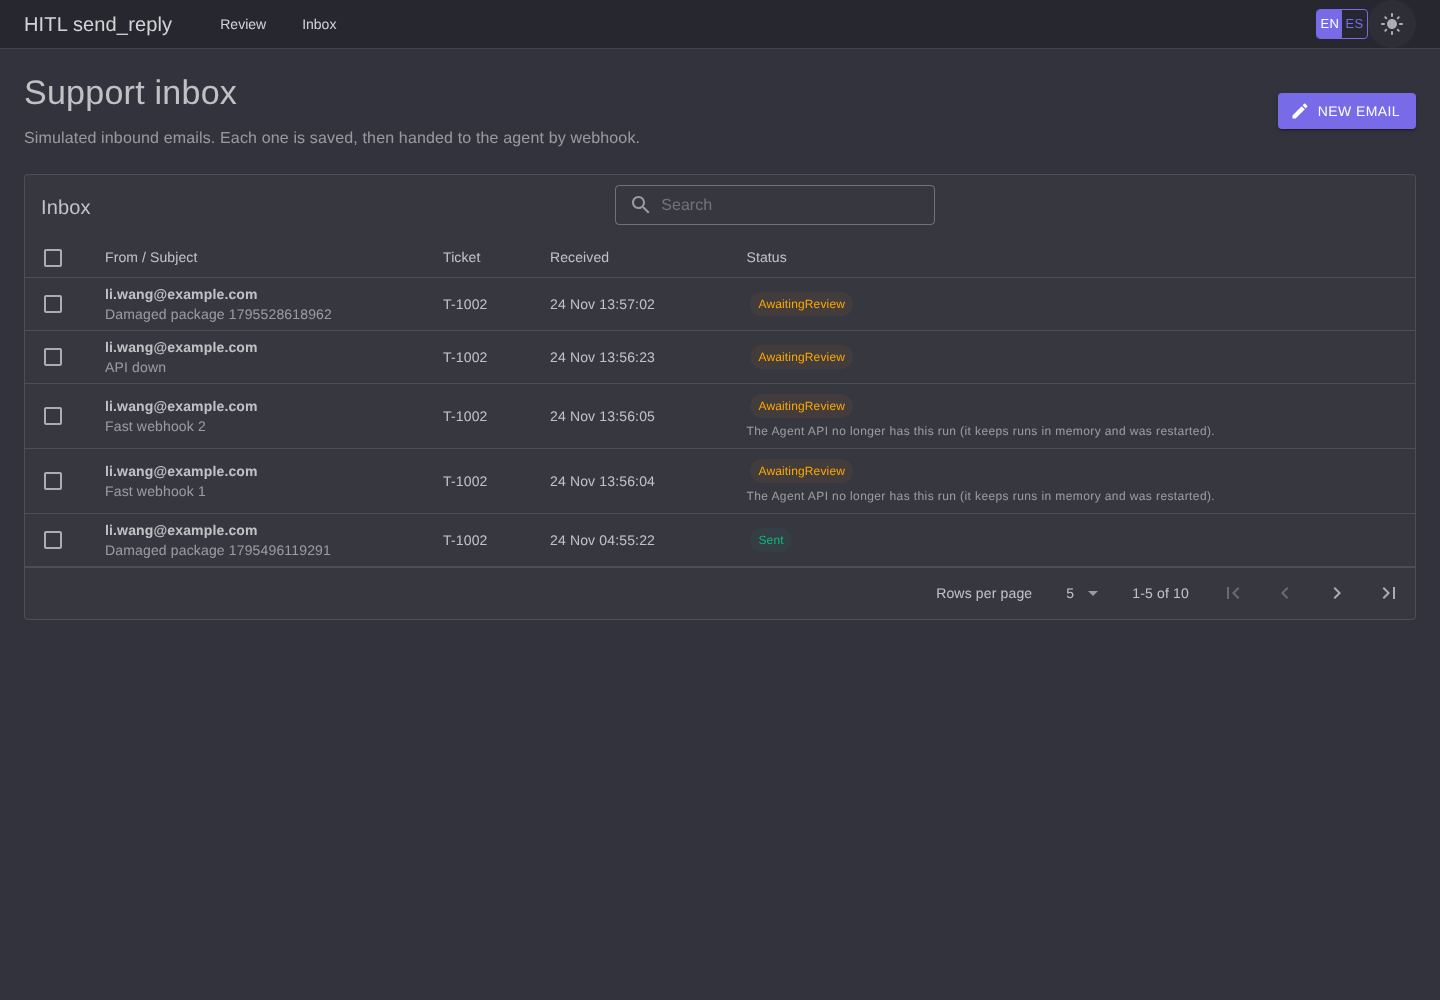 HITL send_reply
Review
Inbox
EN
ES
Support inbox
Simulated inbound emails. Each one is saved, then handed to the agent by webhook.
NEW EMAIL
Inbox
Search
From / Subject
Ticket
Received
Status
li.wang@example.com
Damaged package 1795528618962
T-1002
24 Nov 13:57:02
AwaitingReview
li.wang@example.com
API down
T-1002
24 Nov 13:56:23
AwaitingReview
li.wang@example.com
Fast webhook 2
T-1002
24 Nov 13:56:05
AwaitingReview
The Agent API no longer has this run (it keeps runs in memory and was restarted).
li.wang@example.com
Fast webhook 1
T-1002
24 Nov 13:56:04
AwaitingReview
The Agent API no longer has this run (it keeps runs in memory and was restarted).
li.wang@example.com
Damaged package 1795496119291
T-1002
24 Nov 04:55:22
Sent
Rows per page
5
1-5 of 10